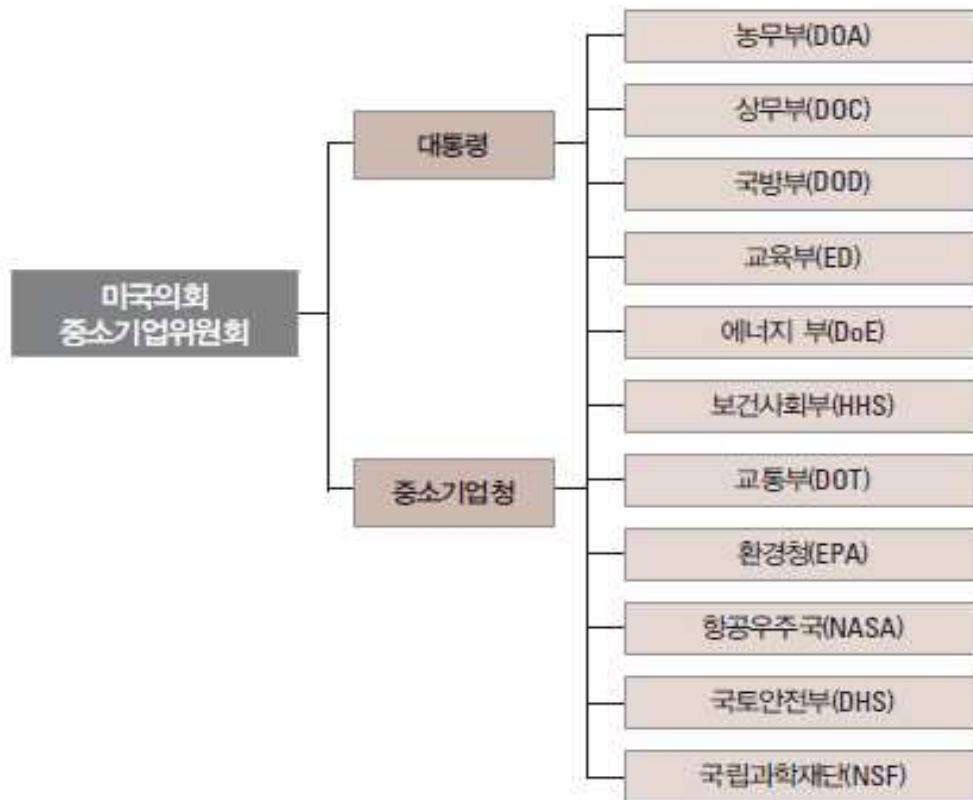 미국의회
중소기업위원회
대통령
중소기업청
농무부(DOA)
상무부(DOC)
국방부(DOD)
교육부(ED)
에너지 부(DoE)
보건사회부(HHS)
교통부(DOT)
환경청(EPA)
항공우주국(NASA)
국토안전부(DHS)
국립과학재단(NSF)